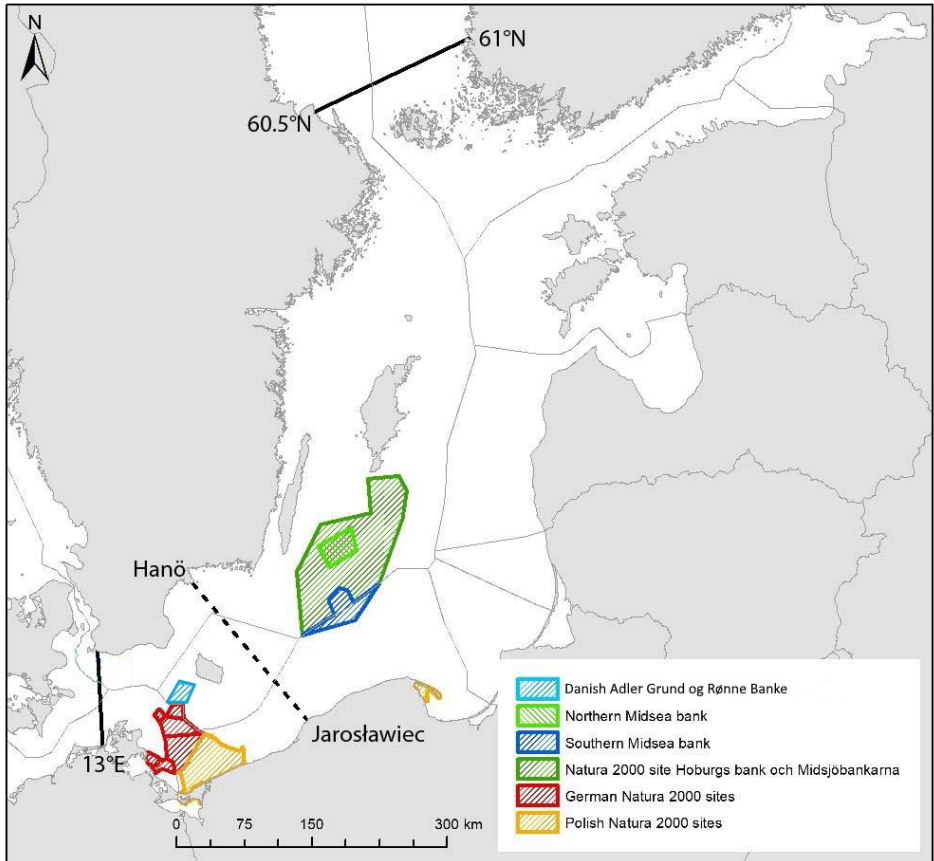 N
61°N
60.5°N
Hanö
Jarosławiec
13°E
0 75 150 300 km
Danish Adler Grund og Rønne Banke
Northern Midsea bank
Southern Midsea bank
Natura 2000 site Hoburgs bank och Midsjöbankarna
German Natura 2000 sites
Polish Natura 2000 sites